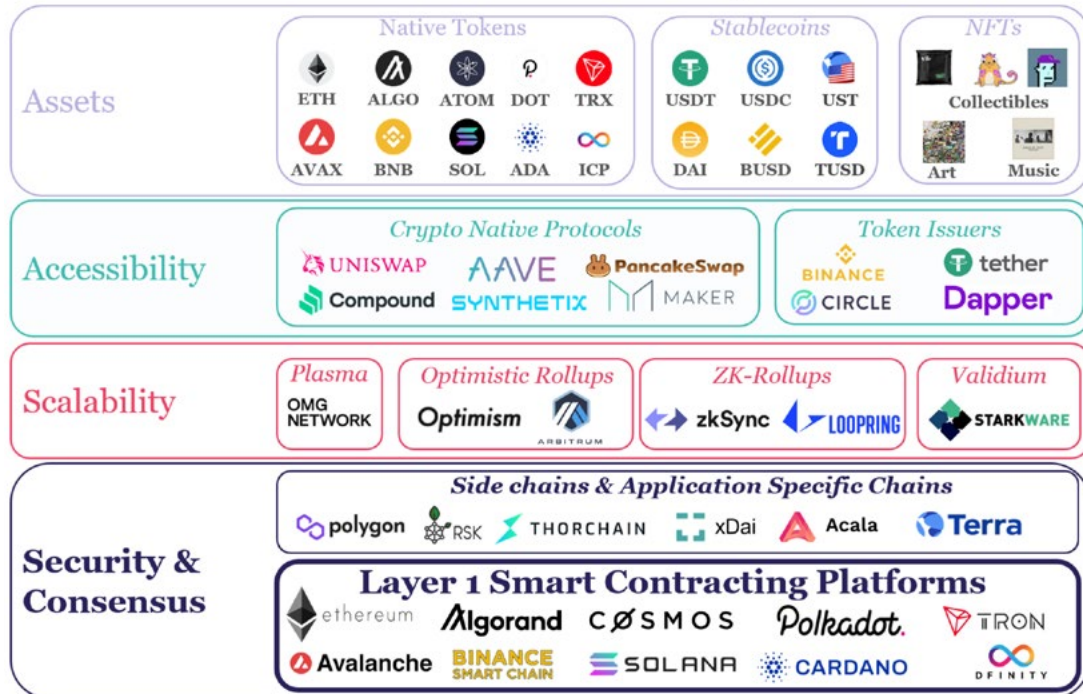 Assets
Native Tokens
ETH ALGO ATOM DOT TRX
AVAX BNB SOL ADA ICP
Stablecoins
USDT USDC UST
DAI BUSD TUSD
NFTs
Collectibles
Art Music
Accessibility
Crypto Native Protocols
UNISWAP AAVE PancakeSwap
Compound SYNTHETIX MAKER
Token Issuers
BINANCE tether
CIRCLE Dapper
Scalability
Plasma
OMG
NETWORK
Optimistic Rollups
Optimism ARBITRUM
ZK-Rollups
zkSync LOOPRING
Validium
STARKWARE
Security &
Consensus
Side chains & Application Specific Chains
polygon RSK THORCHAIN xDai Acala Terra
Layer 1 Smart Contracting Platforms
ethereum Algorand COSMOS Polkadot. TRON
Avalanche BINANCE SMART CHAIN SOLANA CARDANO DFINITY